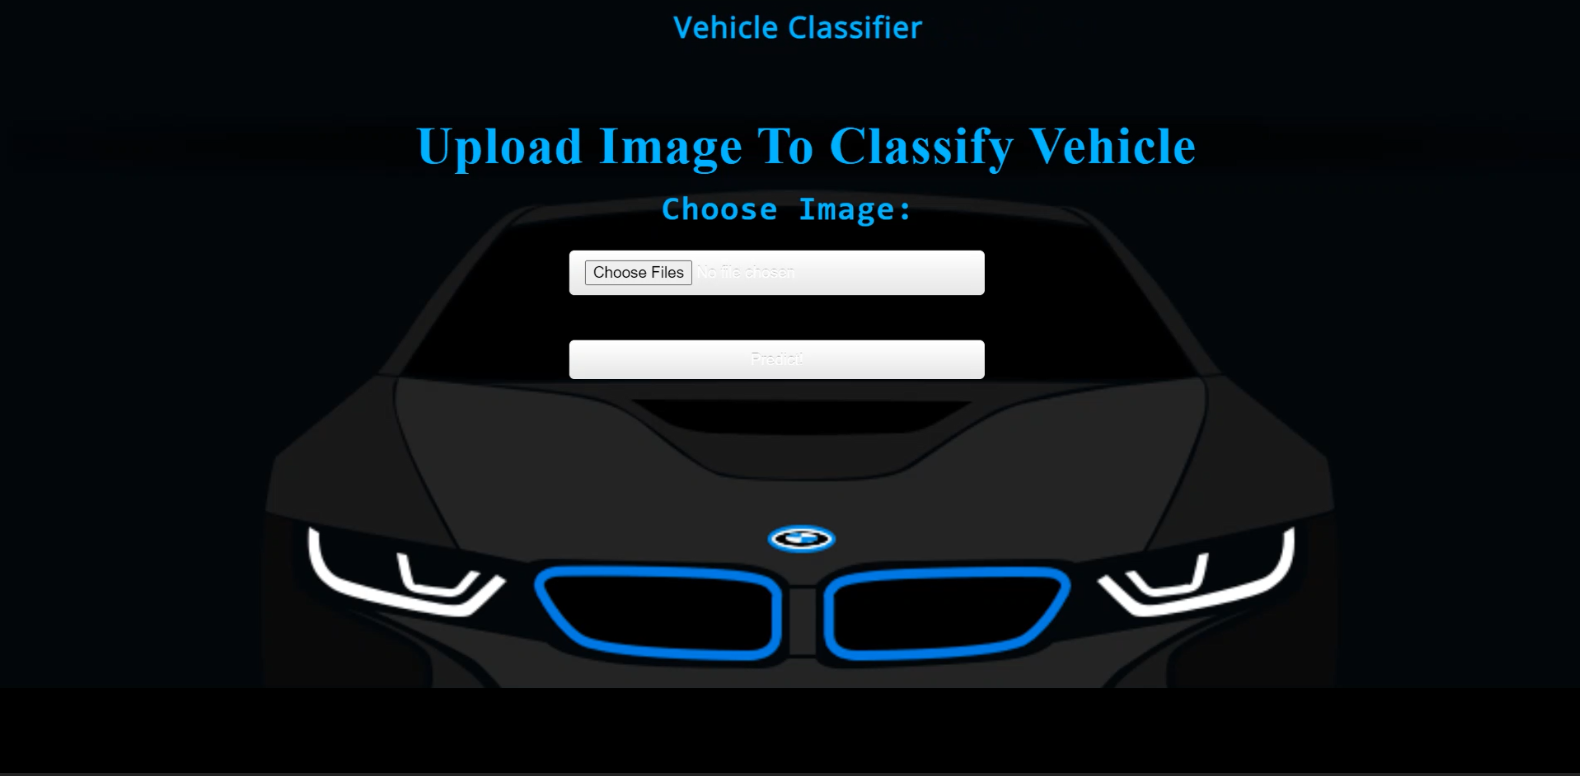 Vehicle Classifier
Upload Image To Classify Vehicle
Choose Image:
Choose Files No file chosen
Predict!